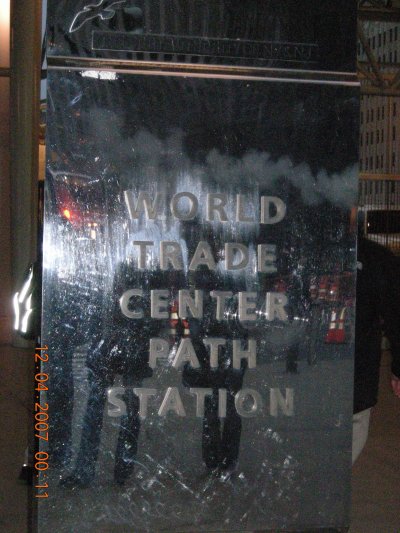 WORLD
TRADE
CENTER
PATH
STATION
12.04.2007 00:11